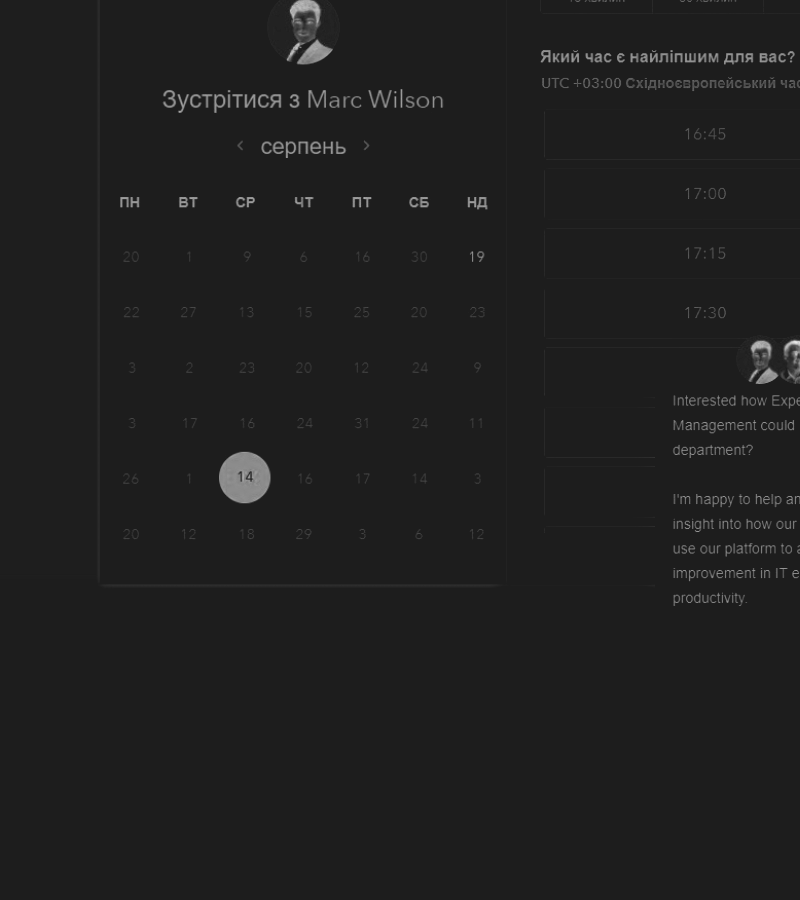 Зустрітися з Marc Wilson
серпень
ПН ВТ СР ЧТ ПТ СБ НД
20 1 9 6 16 30 19
22 27 13 15 25 20 23
3 2 23 20 12 24 9
3 17 16 24 31 24 11
26 1 14 16 17 14 3
20 12 18 29 3 6 12
Який час є найліпшим для вас?
UTC +03:00 Східноєвропейський час
16:45
17:00
17:15
17:30
Interested how Expe
Management could
department?
I'm happy to help an
insight into how our
use our platform to a
improvement in IT e
productivity.